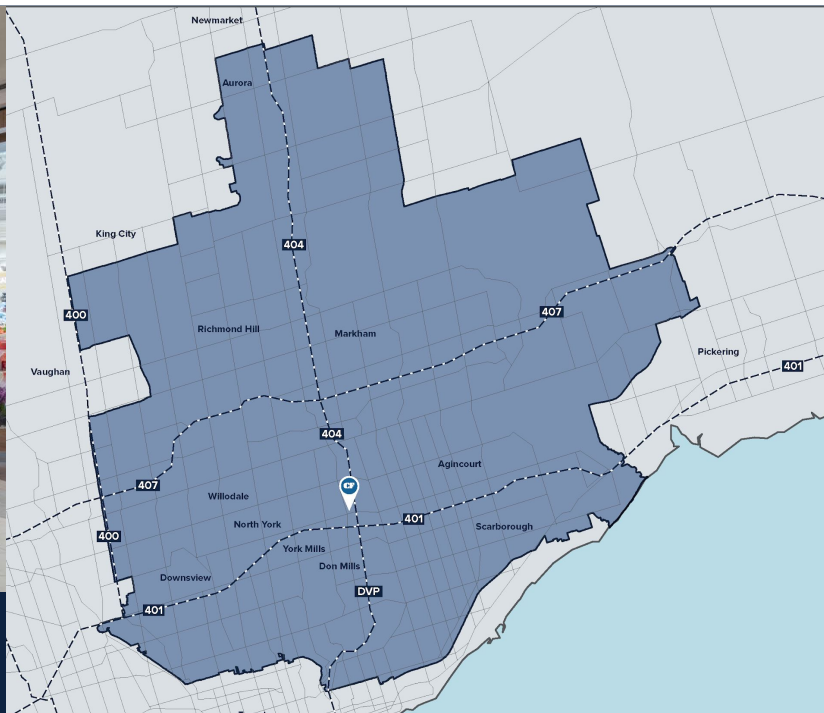 Newmarket
Aurora
King City
404
400
407
Richmond Hill
Markham
Pickering
401
Vaughan
404
Agincourt
407
Willodale
401
North York
Scarborough
400
York Mills
Don Mills
Downsview
DVP
401